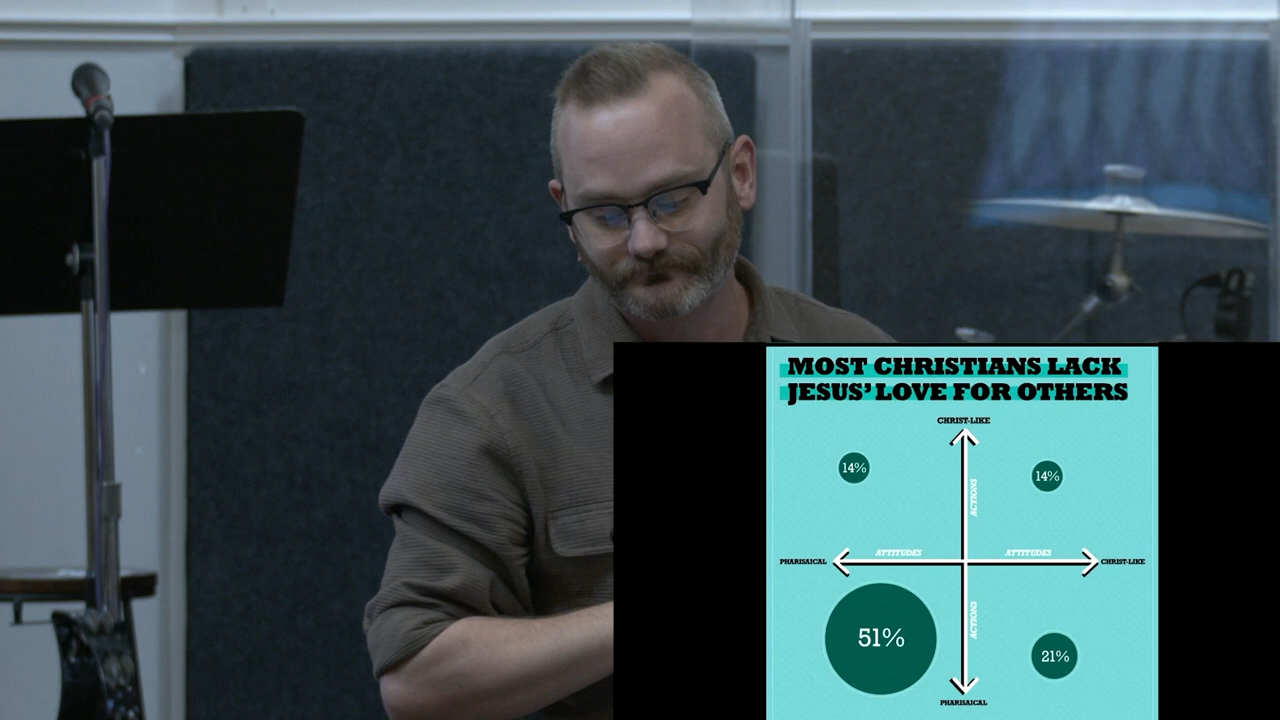 MOST CHRISTIANS LACK
JESUS' LOVE FOR OTHERS
CHRIST-LIKE
14%
14%
ACTIONS
ATTITUDES
ATTITUDES
PHARISAICAL
CHRIST-LIKE
ACTIONS
51%
21%
PHARISAICAL